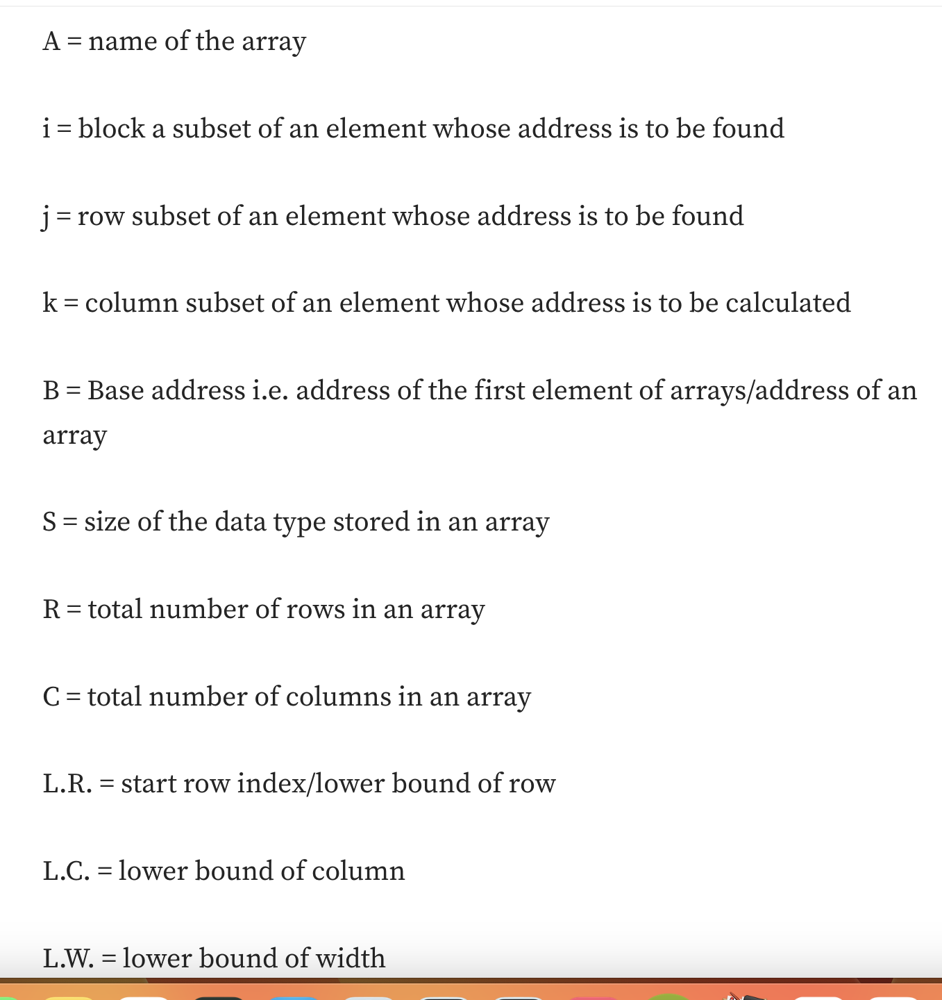 A = name of the array
i = block a subset of an element whose address is to be found
j = row subset of an element whose address is to be found
k = column subset of an element whose address is to be calculated
B = Base address i.e. address of the first element of arrays/address of an
array
S = size of the data type stored in an array
R = total number of rows in an array
C = total number of columns in an array
L.R. = start row index/lower bound of row
L.C. = lower bound of column
L.W. = lower bound of width